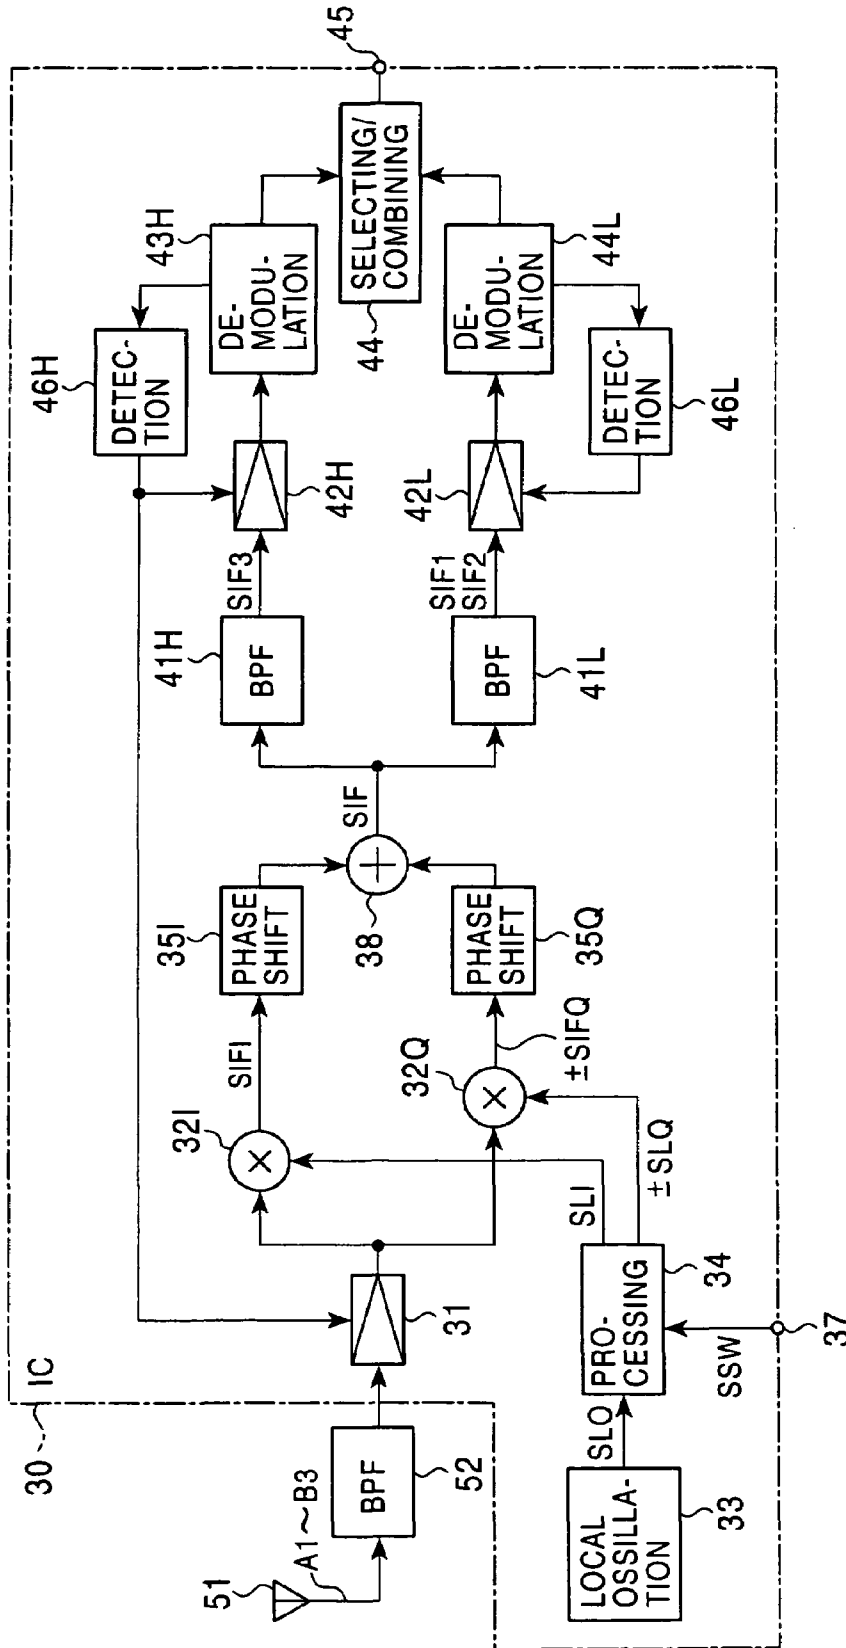 51
A1~B3
BPF
52
30
IC
31
LOCAL
OSSILLA-
TION
33
SLO
PRO-
CESSING
34
SSW
37
SLI
±SLQ
32I
32Q
SIFI
±SIFQ
35I
PHASE
SHIFT
PHASE
SHIFT
35Q
38
SIF
41H
BPF
BPF
41L
SIF3
SIF1
SIF2
42H
42L
46H
DETEC-
TION
43H
DE-
MODU-
LATION
DE-
MODU-
LATION
44L
DETEC-
TION
46L
SELECTING/
COMBINING
44
45